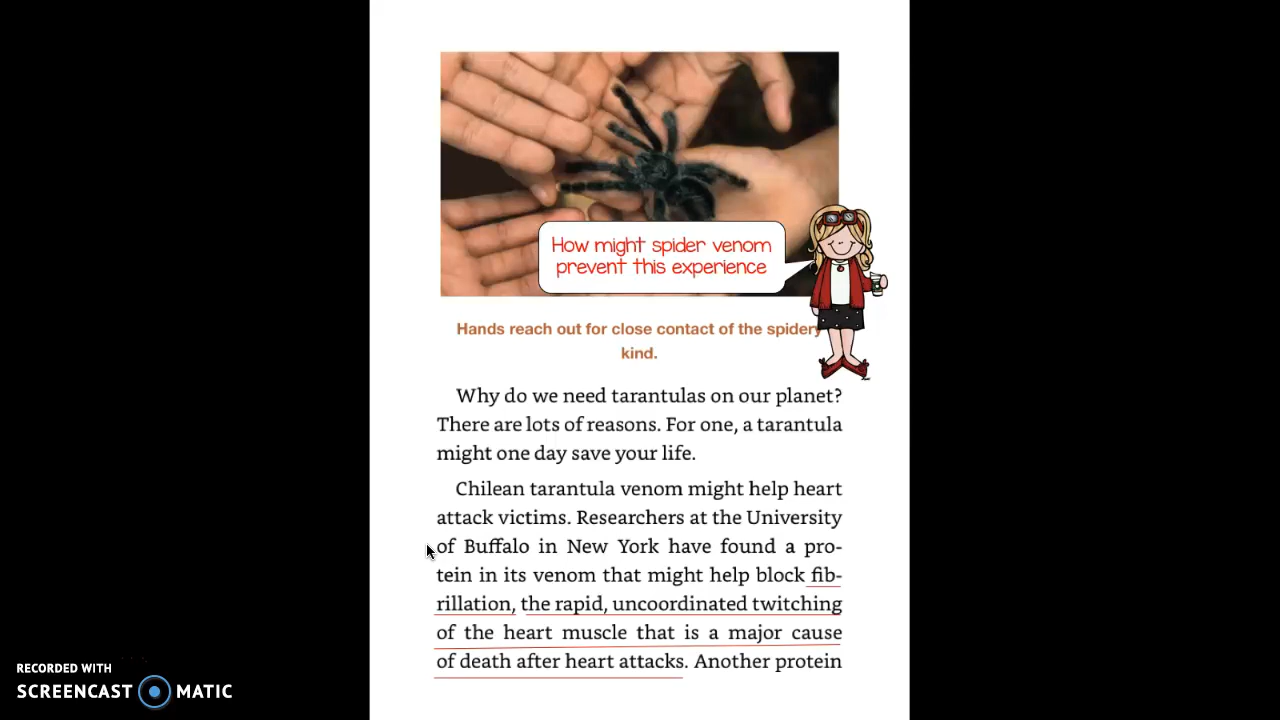 How might spider venom
prevent this experience
Hands reach out for close contact of the spidery
kind.
Why do we need tarantulas on our planet?
There are lots of reasons. For one, a tarantula
might one day save your life.
Chilean tarantula venom might help heart
attack victims. Researchers at the University
of Buffalo in New York have found a pro-
tein in its venom that might help block fib-
rillation, the rapid, uncoordinated twitching
of the heart muscle that is a major cause
of death after heart attacks. Another protein
RECORDED WITH
SCREENCAST MATIC